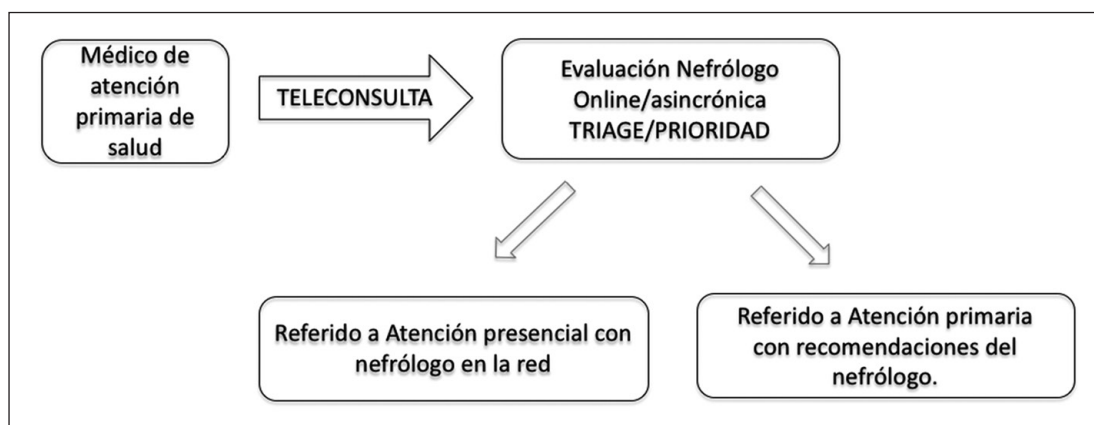 Médico de
atención
primaria de
salud
TELECONSULTA
Evaluación Nefrólogo
Online/asincrónica
TRIAGE/PRIORIDAD
Referido a Atención presencial con
nefrólogo en la red
Referido a Atención primaria
con recomendaciones del
nefrólogo.